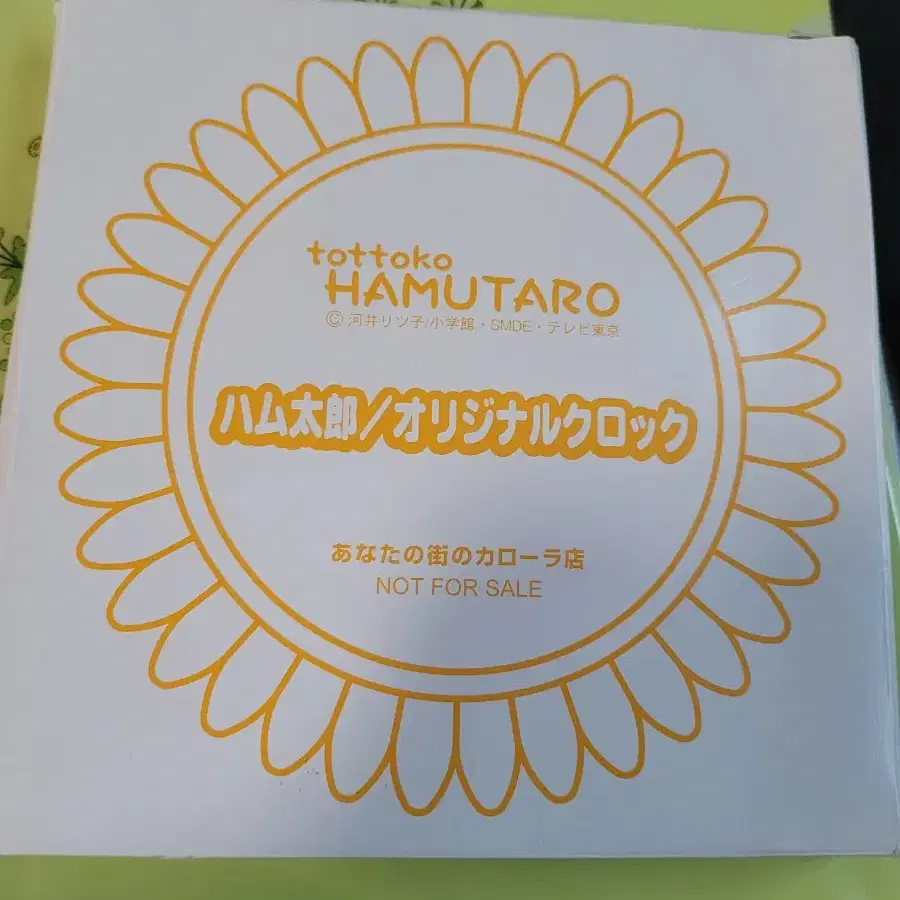 tottoko
HAMUTARO
© 河井リツ子/小学館・SMDE・テレビ東京
ハム太郎/オリジナルクロック
あなたの街のカローラ店
NOT FOR SALE